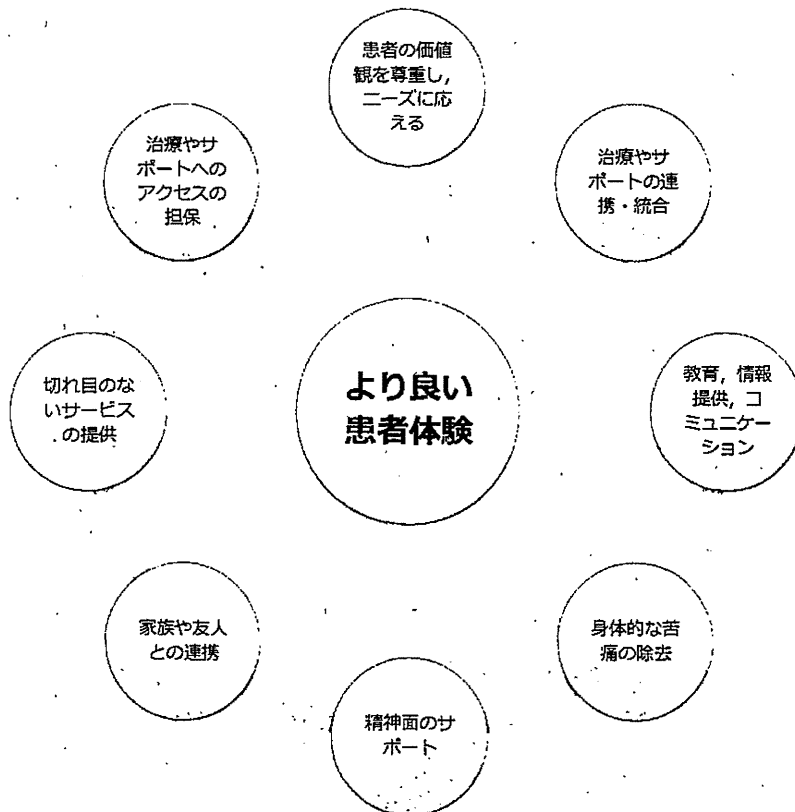 患者の価値
観を尊重し,
ニーズに応
える
治療やサ
ポートへの
アクセスの
担保
治療やサ
ポートの連
携・統合
切れ目のな
いサービス
の提供
より良い
患者体験
教育, 情報
提供, コ
ミュニケー
ション
家族や友人
との連携
身体的な苦
痛の除去
精神面のサ
ポート